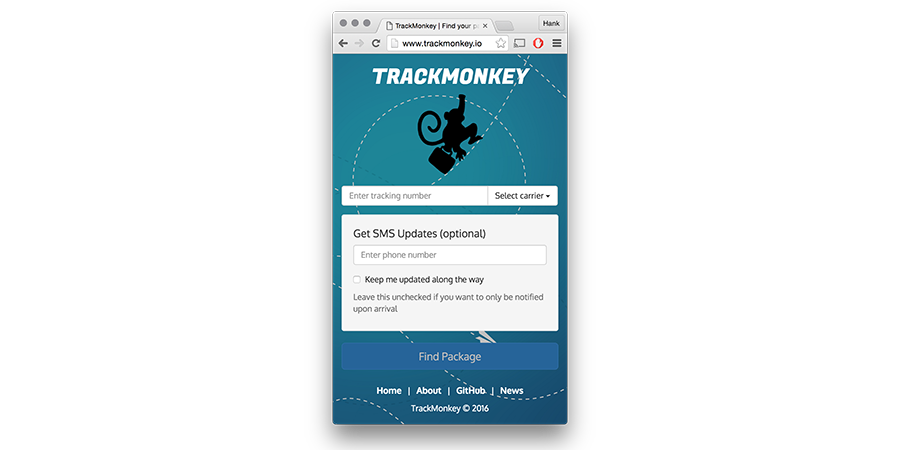 TrackMonkey | Find your p
Hank
www.trackmonkey.io
TRACKMONKEY
Enter tracking number
Select carrier
Get SMS Updates (optional)
Enter phone number
Keep me updated along the way
Leave this unchecked if you want to only be notified
upon arrival
Find Package
Home | About | GitHub | News
TrackMonkey © 2016